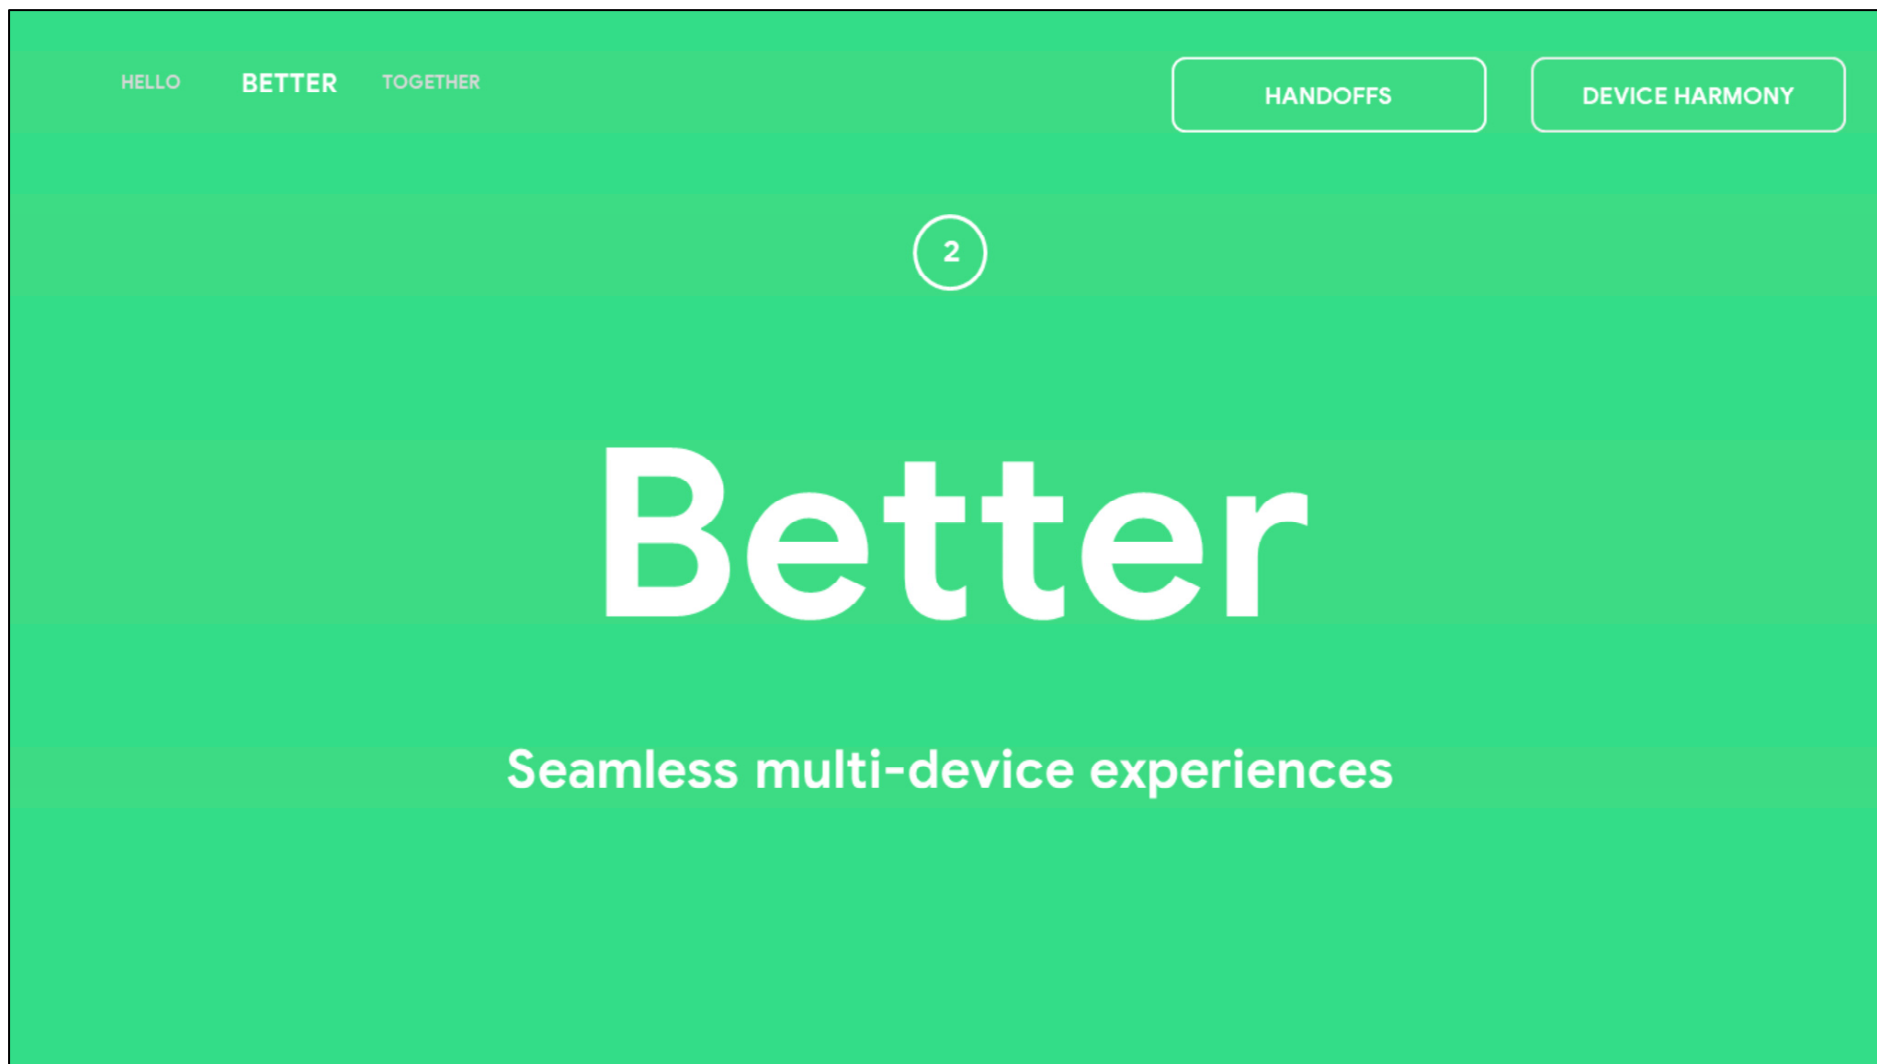 HELLO BETTER TOGETHER
HANDOFFS
DEVICE HARMONY
2
Better
Seamless multi-device experiences